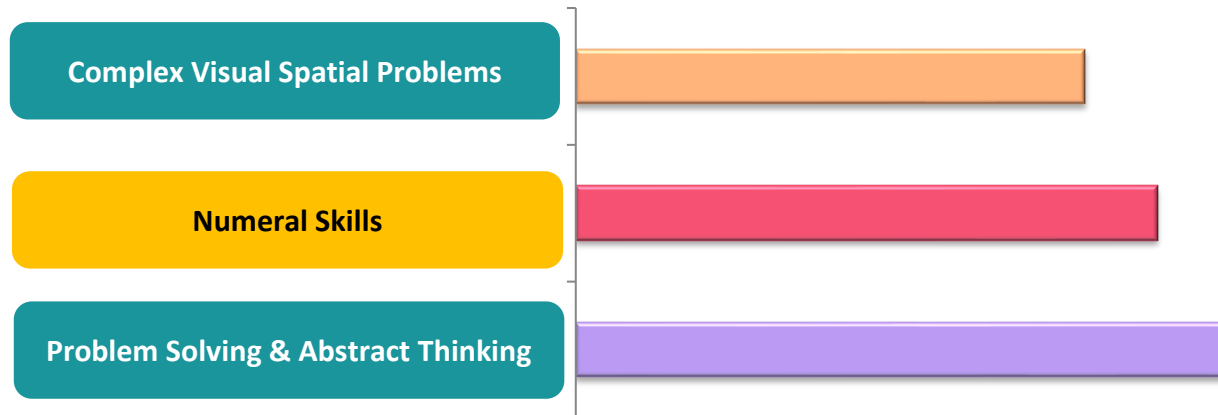 Complex Visual Spatial Problems
Numeral Skills
Problem Solving & Abstract Thinking